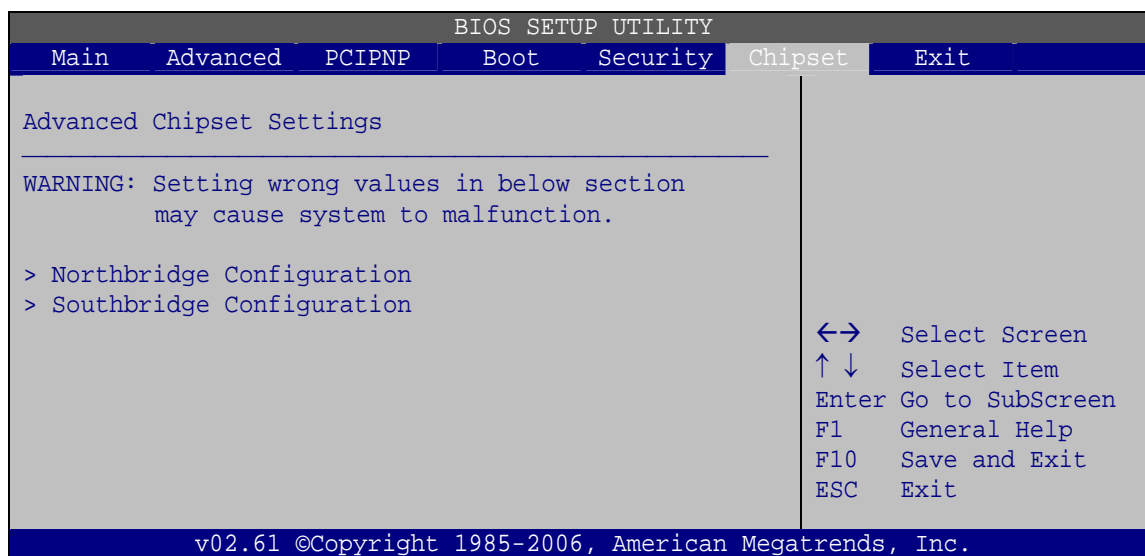 BIOS SETUP UTILITY
Main Advanced PCIPNP Boot Security Chipset Exit
Advanced Chipset Settings
WARNING: Setting wrong values in below section
may cause system to malfunction.
> Northbridge Configuration
> Southbridge Configuration
←→ Select Screen
↑ ↓ Select Item
Enter Go to SubScreen
F1 General Help
F10 Save and Exit
ESC Exit
v02.61 ©Copyright 1985-2006, American Megatrends, Inc.